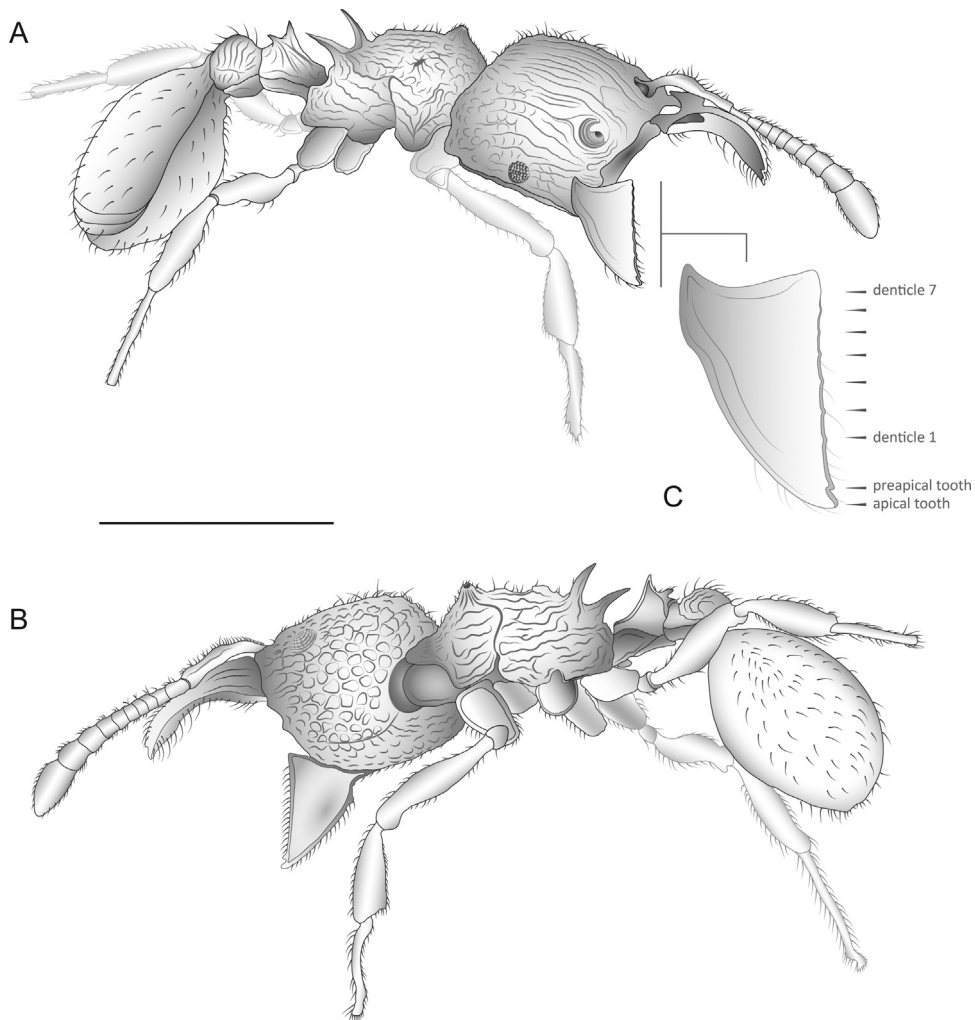 A
denticle 7
denticle 1
preapical tooth
apical tooth
C
B